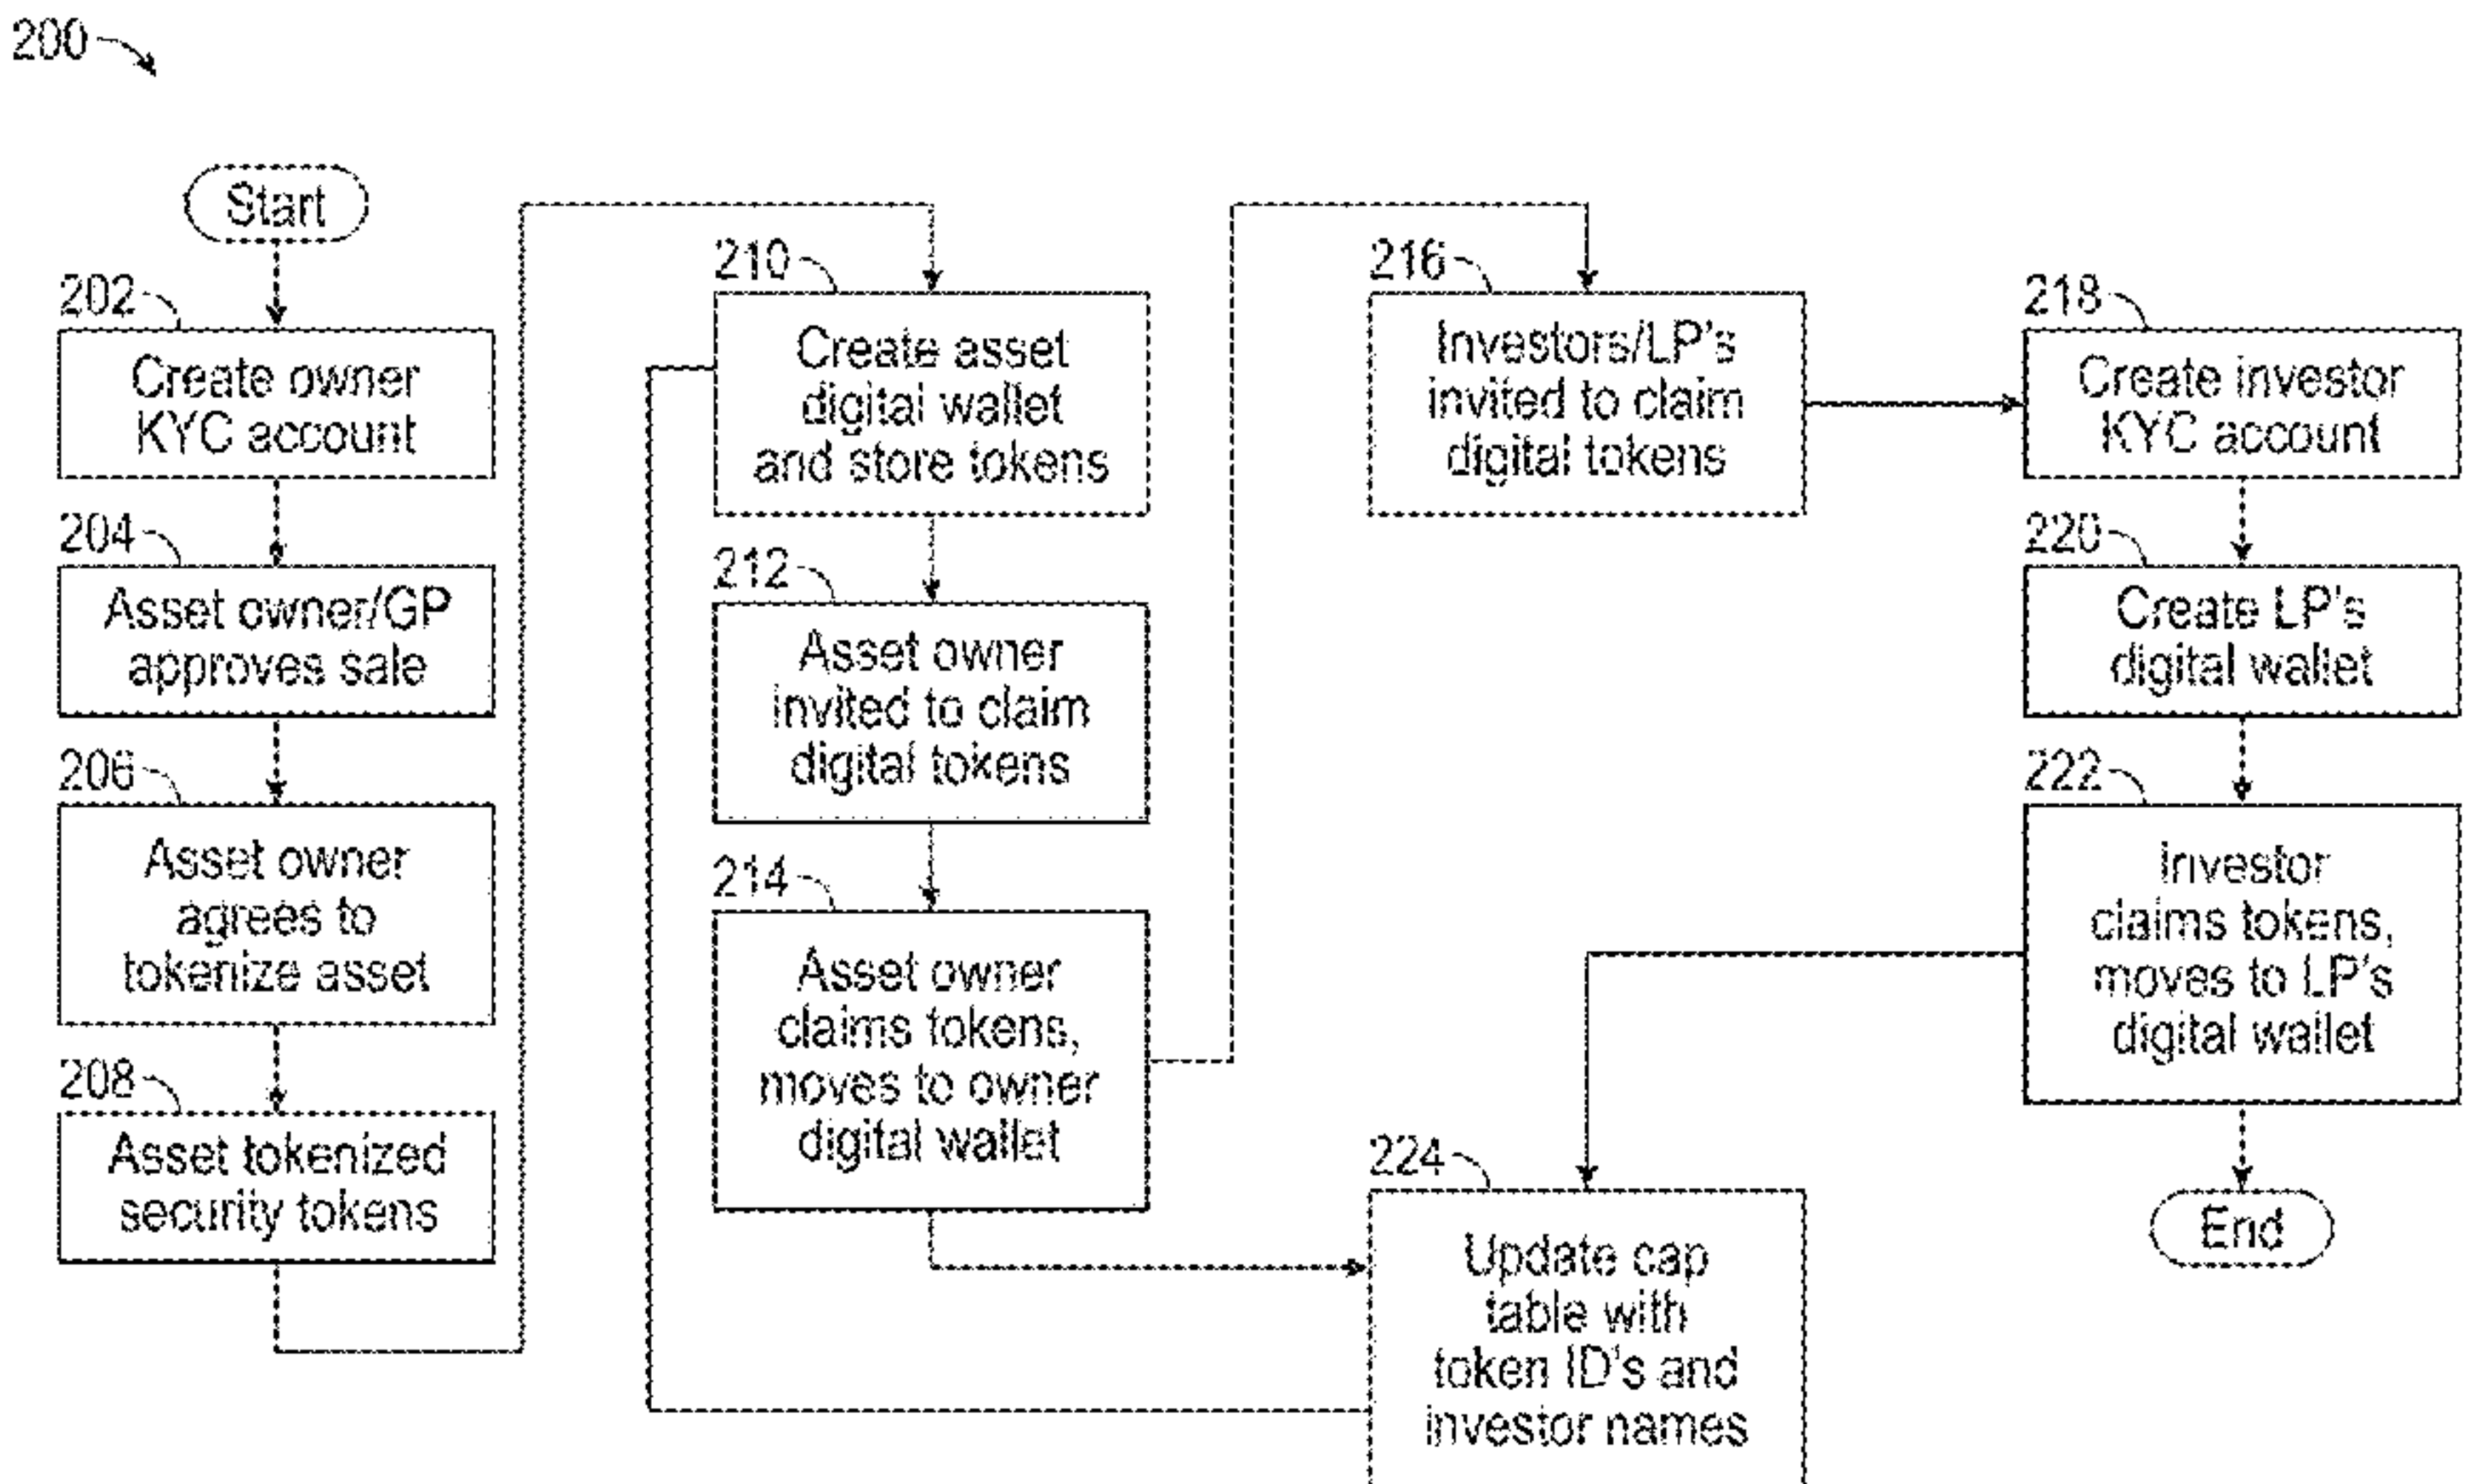 200
Start
202
Create owner
KYC account
204
Asset owner/GP
approves sale
206
Asset owner
agrees to
tokenize asset
208
Asset tokenized
security tokens
210
Create asset
digital wallet
and store tokens
212
Asset owner
invited to claim
digital tokens
214
Asset owner
claims tokens,
moves to owner
digital wallet
216
Investors/LP's
invited to claim
digital tokens
218
Create investor
KYC account
220
Create LP's
digital wallet
222
Investor
claims tokens,
moves to LP's
digital wallet
End
224
Update cap
table with
token ID's and
investor names